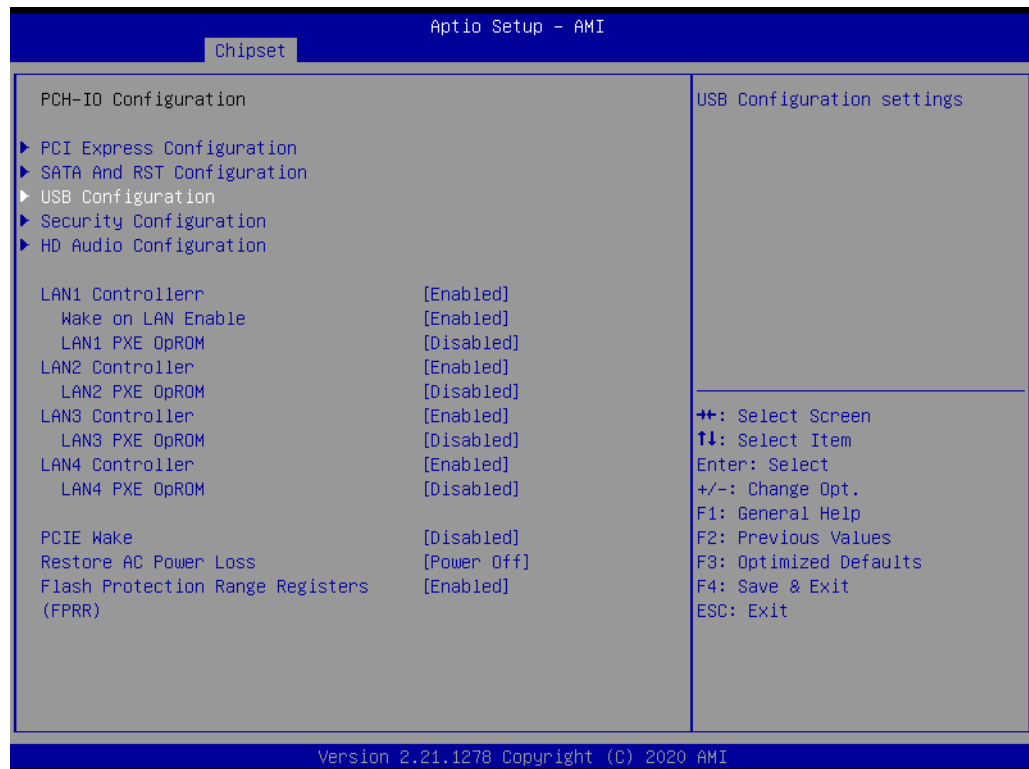 Aptio Setup – AMI
Chipset
PCH-IO Configuration
USB Configuration settings
▶ PCI Express Configuration
▶ SATA And RST Configuration
▶ USB Configuration
▶ Security Configuration
▶ HD Audio Configuration
LAN1 Controllerr [Enabled]
Wake on LAN Enable [Enabled]
LAN1 PXE OpROM [Disabled]
LAN2 Controller [Enabled]
LAN2 PXE OpROM [Disabled]
LAN3 Controller [Enabled]
LAN3 PXE OpROM [Disabled]
LAN4 Controller [Enabled]
LAN4 PXE OpROM [Disabled]
PCIE Wake [Disabled]
Restore AC Power Loss [Power Off]
Flash Protection Range Registers [Enabled]
(FPRR)
→←: Select Screen
↑↓: Select Item
Enter: Select
+/-: Change Opt.
F1: General Help
F2: Previous Values
F3: Optimized Defaults
F4: Save & Exit
ESC: Exit
Version 2.21.1278 Copyright (C) 2020 AMI